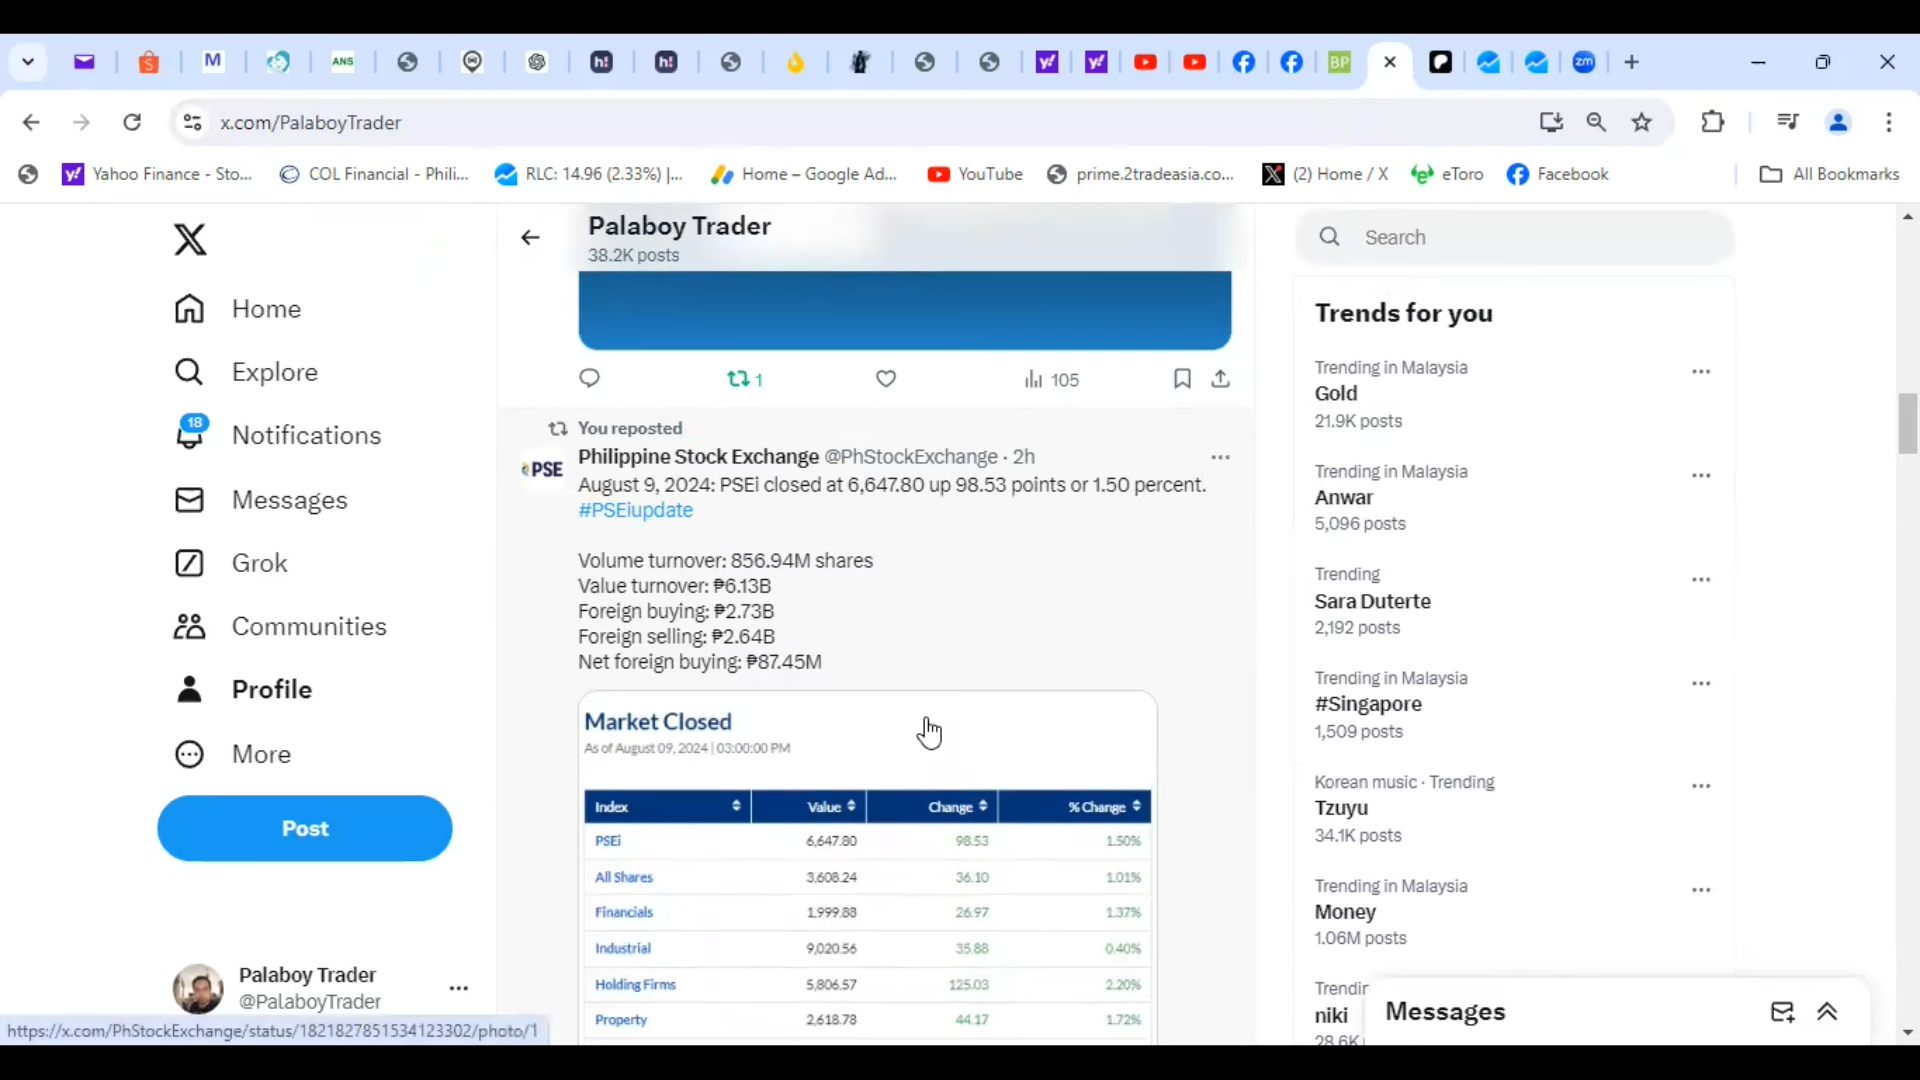 M
ANS
h!
h!
y!
y!
BP
zm
x.com/PalaboyTrader
y! Yahoo Finance - Sto...
COL Financial - Phili...
RLC: 14.96 (2.33%) |...
Home – Google Ad...
YouTube
prime.2tradeasia.co...
(2) Home / X
eToro
Facebook
All Bookmarks
Home
Explore
18
Notifications
Messages
Grok
Communities
Profile
More
Post
Palaboy Trader
@PalaboyTrader
https://x.com/PhStockExchange/status/1821827851534123302/photo/1
Palaboy Trader
38.2K posts
1
105
You reposted
PSE
Philippine Stock Exchange @PhStockExchange · 2h
August 9, 2024: PSEi closed at 6,647.80 up 98.53 points or 1.50 percent.
#PSEiupdate
Volume turnover: 856.94M shares
Value turnover: ₱6.13B
Foreign buying: ₱2.73B
Foreign selling: ₱2.64B
Net foreign buying: ₱87.45M
Market Closed
As of August 09, 2024 | 03:00:00 PM
Index Value Change % Change
PSEi 6,647.80 98.53 1.50%
All Shares 3,608.24 36.10 1.01%
Financials 1,999.88 26.97 1.37%
Industrial 9,020.56 35.88 0.40%
Holding Firms 5,806.57 125.03 2.20%
Property 2,618.78 44.17 1.72%
Search
Trends for you
Trending in Malaysia
Gold
21.9K posts
Trending in Malaysia
Anwar
5,096 posts
Trending
Sara Duterte
2,192 posts
Trending in Malaysia
#Singapore
1,509 posts
Korean music · Trending
Tzuyu
34.1K posts
Trending in Malaysia
Money
1.06M posts
Trendin
niki
28.6K
Messages